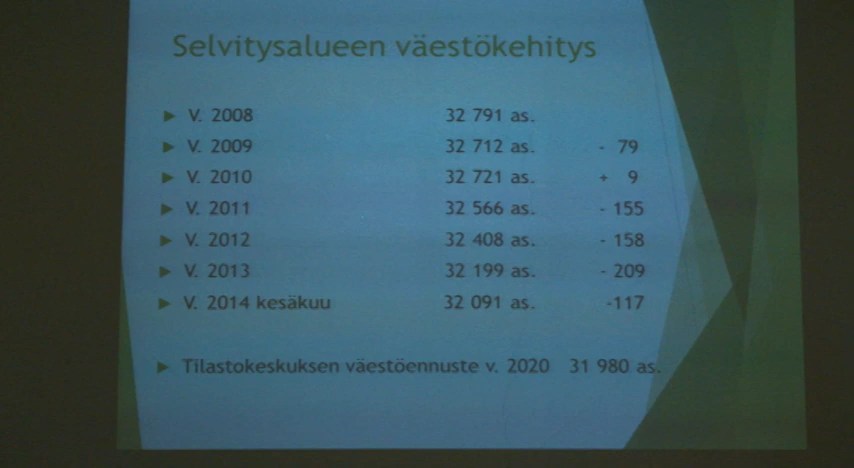 Selvitysalueen väestökehitys
V. 2008 32 791 as.
V. 2009 32 712 as. - 79
V. 2010 32 721 as. + 9
V. 2011 32 566 as. - 155
V. 2012 32 408 as. - 158
V. 2013 32 199 as. - 209
V. 2014 kesäkuu 32 091 as. -117
Tilastokeskuksen väestöennuste v. 2020 31 980 as.